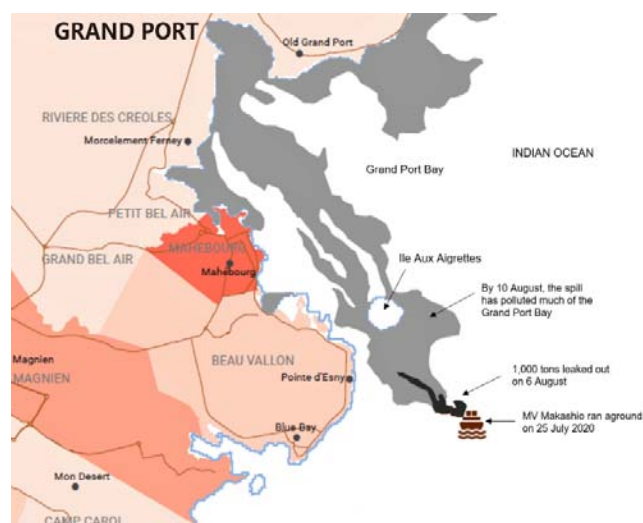 GRAND PORT
Old Grand Port
RIVIERE DES CREOLES
Morcelement Ferney
INDIAN OCEAN
Grand Port Bay
PETIT BEL AIR
MAHEBOURG
GRAND BEL AIR
Mahebourg
Ile Aux Aigrettes
By 10 August, the spill
has polluted much of the
Grand Port Bay
Magnien
MAGNIEN
BEAU VALLON
Pointe d'Esny
1,000 tons leaked out
on 6 August
MV Makashio ran aground
on 25 July 2020
Blue Bay
Mon Desert
CAMP CAROL